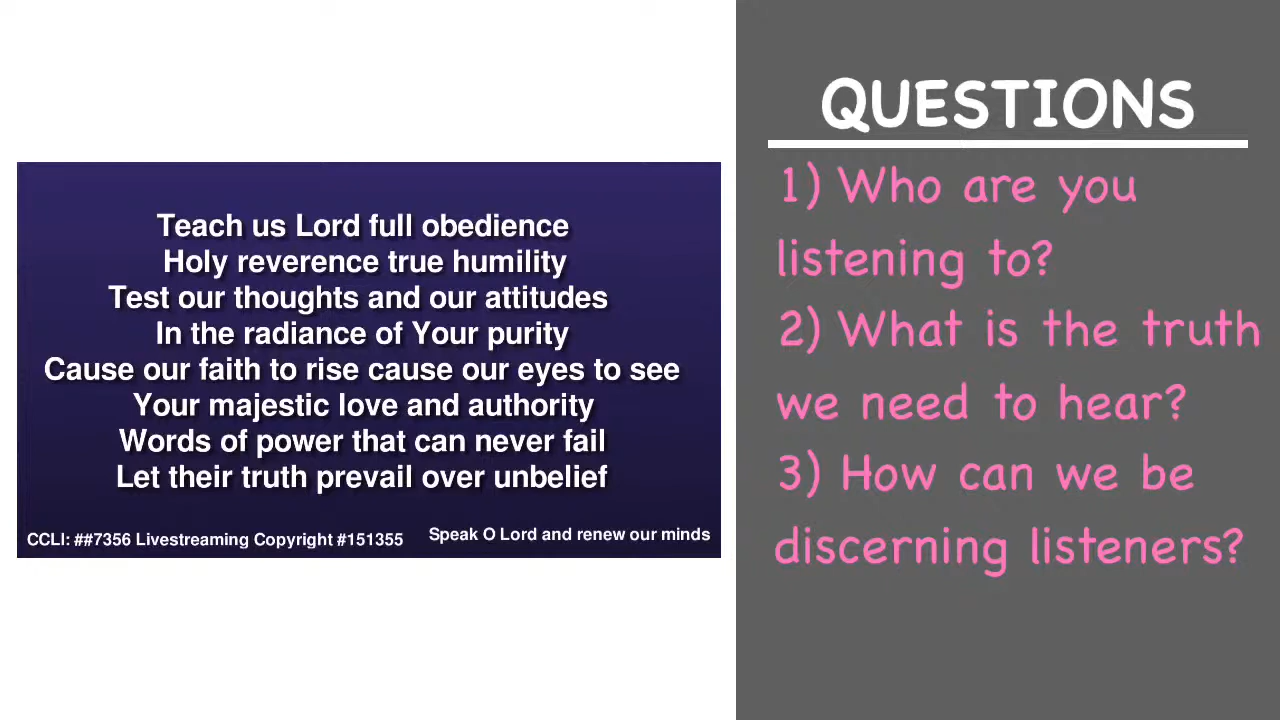 Teach us Lord full obedience
Holy reverence true humility
Test our thoughts and our attitudes
In the radiance of Your purity
Cause our faith to rise cause our eyes to see
Your majestic love and authority
Words of power that can never fail
Let their truth prevail over unbelief
CCLI: ##7356 Livestreaming Copyright #151355
Speak O Lord and renew our minds
QUESTIONS
1) Who are you
listening to?
2) What is the truth
we need to hear?
3) How can we be
discerning listeners?